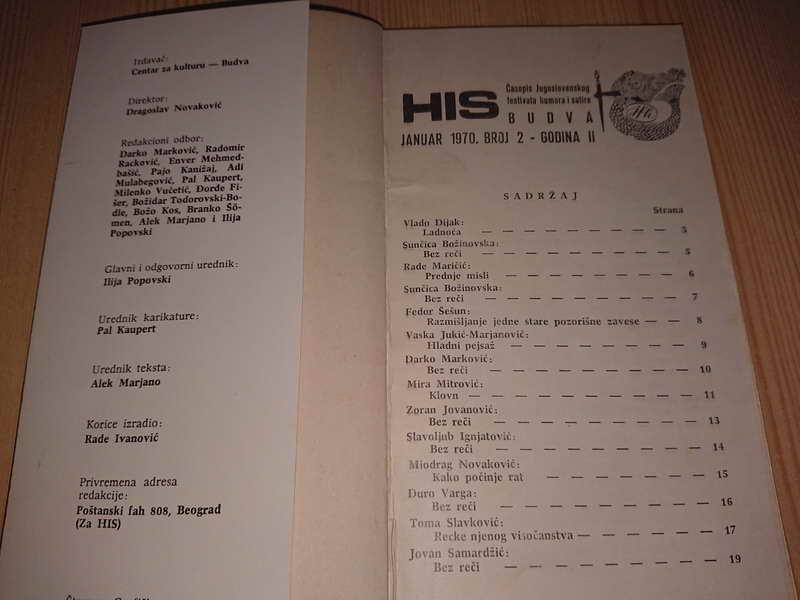 Izdavač:
Centar za kulturu — Budva
Direktor:
Dragoslav Novaković
Redakcioni odbor:
Darko Marković, Radomir
Racković, Enver Mehmed-
bašić, Pajo Kanižaj, Adi
Mulabegović, Pal Kaupert,
Milenko Vučetić, Đorđe Fi-
šer, Božidar Todorovski-Bo-
dle, Božo Kos, Branko Šö-
men, Alek Marjano i Ilija
Popovski
Glavni i odgovorni urednik:
Ilija Popovski
Urednik karikature:
Pal Kaupert
Urednik teksta:
Alek Marjano
Korice izradio:
Rade Ivanović
Privremena adresa
redakcije:
Poštanski fah 808, Beograd
(Za HIS)
HIS
Časopis Jugoslovenskog
festivala humora i satire
BUDVA
JANUAR 1970. BROJ 2 - GODINA II
SADRŽAJ
Strana
Vlado Dijak:
Ladnoća — — — — — — — — 5
Sunčica Božinovska:
Bez reči — — — — — — — — 5
Rade Maričić:
Prednje misli — — — — — — — 6
Sunčica Božinovska:
Bez reči — — — — — — — — 7
Fedor Šešun:
Razmišljanje jedne stare pozorišne zavese — — 8
Vaska Jukić-Marjanović:
Hladni pejsaž — — — — — — — 9
Darko Marković:
Bez reči — — — — — — — — 10
Mira Mitrović:
Klovn — — — — — — — — 11
Zoran Jovanović:
Bez reči — — — — — — — — 13
Slavoljub Ignjatović:
Bez reči — — — — — — — — 14
Miodrag Novaković:
Kako počinje rat — — — — — — 15
Đuro Varga:
Bez reči — — — — — — — — 16
Toma Slavković:
Recke njenog visočanstva — — — — — 17
Jovan Samardžić:
Bez reči — — — — — — — — 19